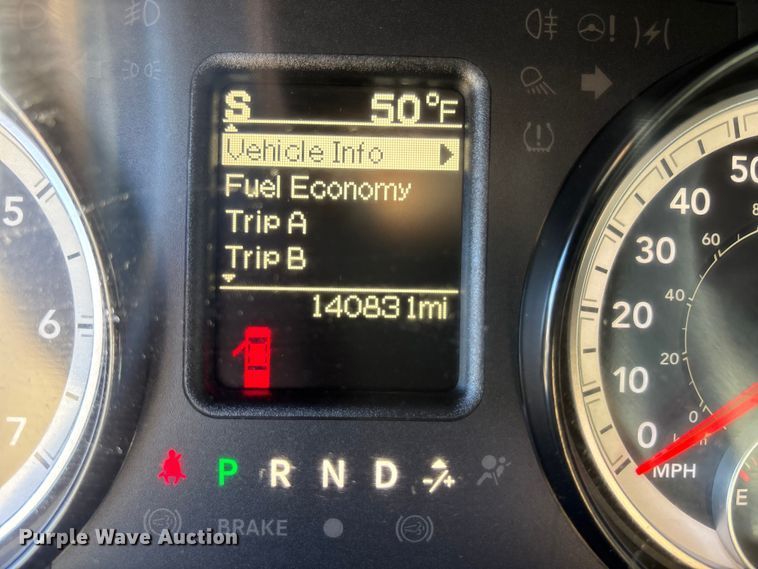 S 50°F
Vehicle Info
Fuel Economy
Trip A
Trip B
140831mi
5
6
7
50
40
30
20
10
0
MPH
60
40
20
0
E
P R N D -/+
BRAKE
Purple Wave Auction